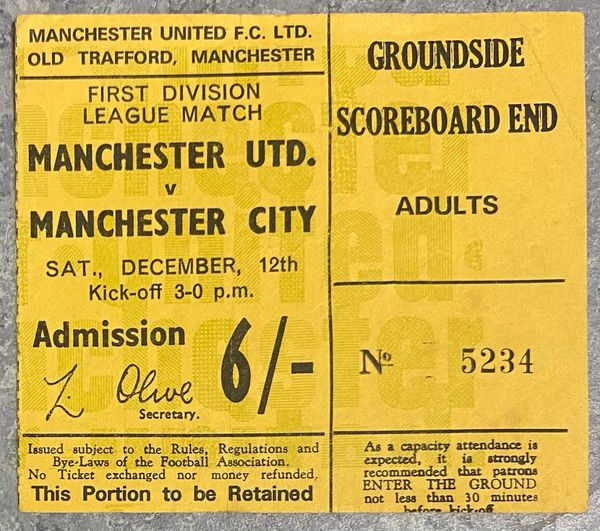 MANCHESTER UNITED F.C. LTD.
OLD TRAFFORD, MANCHESTER
FIRST DIVISION
LEAGUE MATCH
MANCHESTER UTD.
v
MANCHESTER CITY
SAT., DECEMBER, 12th
Kick-off 3-0 p.m.
Admission 6/-
L. Olive
Secretary.
Issued subject to the Rules, Regulations and
Bye-Laws of the Football Association.
No Ticket exchanged nor money refunded.
This Portion to be Retained
GROUNDSIDE
SCOREBOARD END
ADULTS
No 5234
As a capacity attendance is
expected, it is strongly
recommended that patrons
ENTER THE GROUND
not less than 30 minutes
before kick-off.